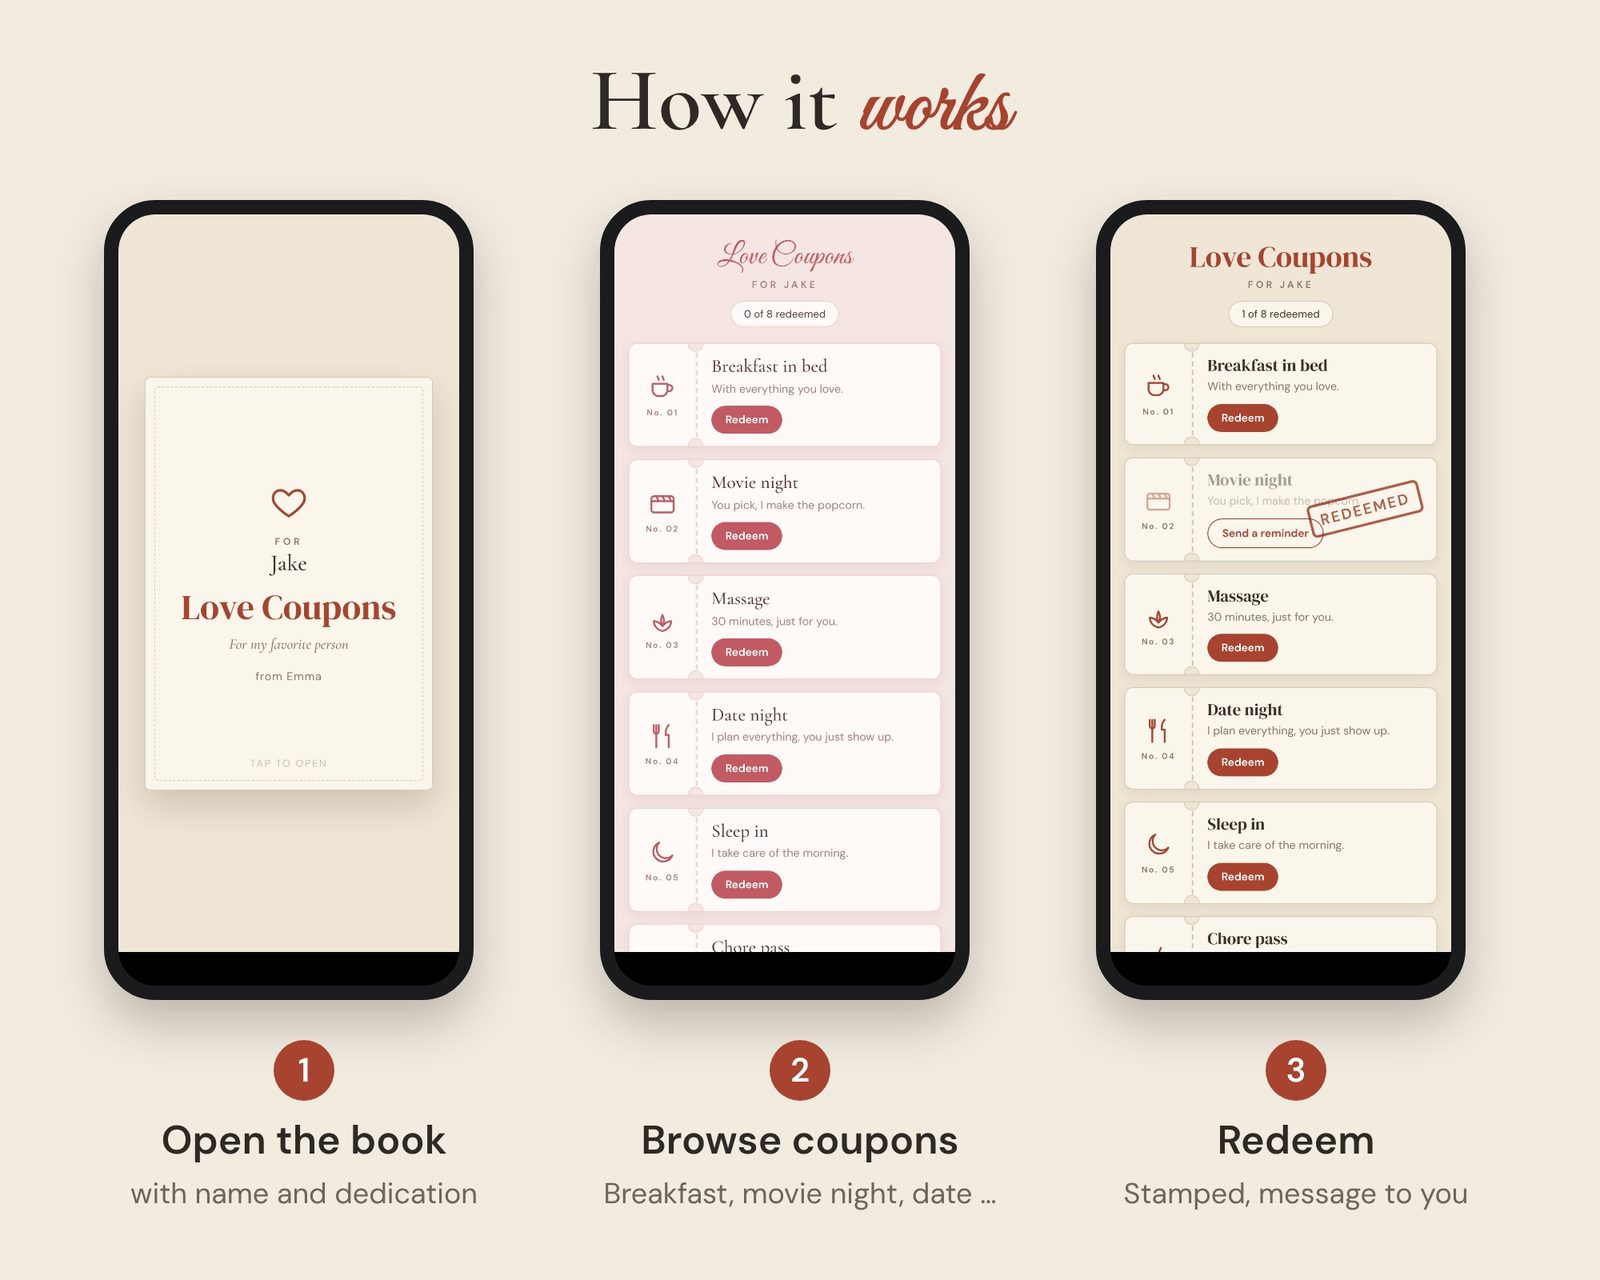 How it works
FOR
Jake
Love Coupons
For my favorite person
from Emma
TAP TO OPEN
Love Coupons
FOR JAKE
0 of 8 redeemed
Breakfast in bed
With everything you love.
No. 01
Redeem
Movie night
You pick, I make the popcorn.
No. 02
Redeem
Massage
30 minutes, just for you.
No. 03
Redeem
Date night
I plan everything, you just show up.
No. 04
Redeem
Sleep in
I take care of the morning.
No. 05
Redeem
Chore pass
Love Coupons
FOR JAKE
1 of 8 redeemed
Breakfast in bed
With everything you love.
No. 01
Redeem
Movie night
You pick, I make the popcorn.
REDEEMED
No. 02
Send a reminder
Massage
30 minutes, just for you.
No. 03
Redeem
Date night
I plan everything, you just show up.
No. 04
Redeem
Sleep in
I take care of the morning.
No. 05
Redeem
Chore pass
1
Open the book
with name and dedication
2
Browse coupons
Breakfast, movie night, date ...
3
Redeem
Stamped, message to you